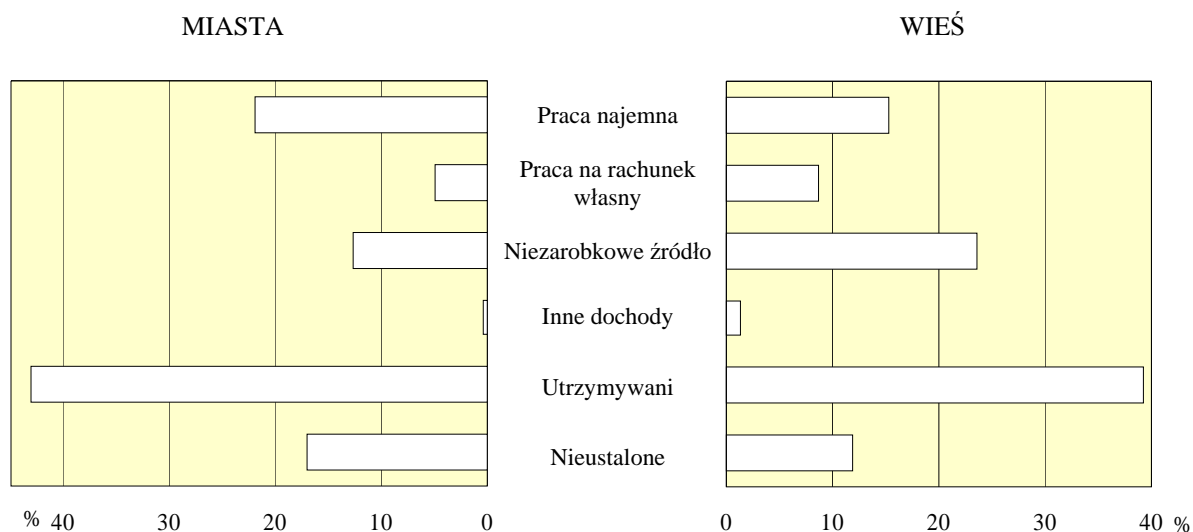 MIASTA
WIEŚ
Praca najemna
Praca na rachunek
własny
Niezarobkowe źródło
Inne dochody
Utrzymywani
Nieustalone
% 40 30 20 10 0
0 10 20 30 40 %